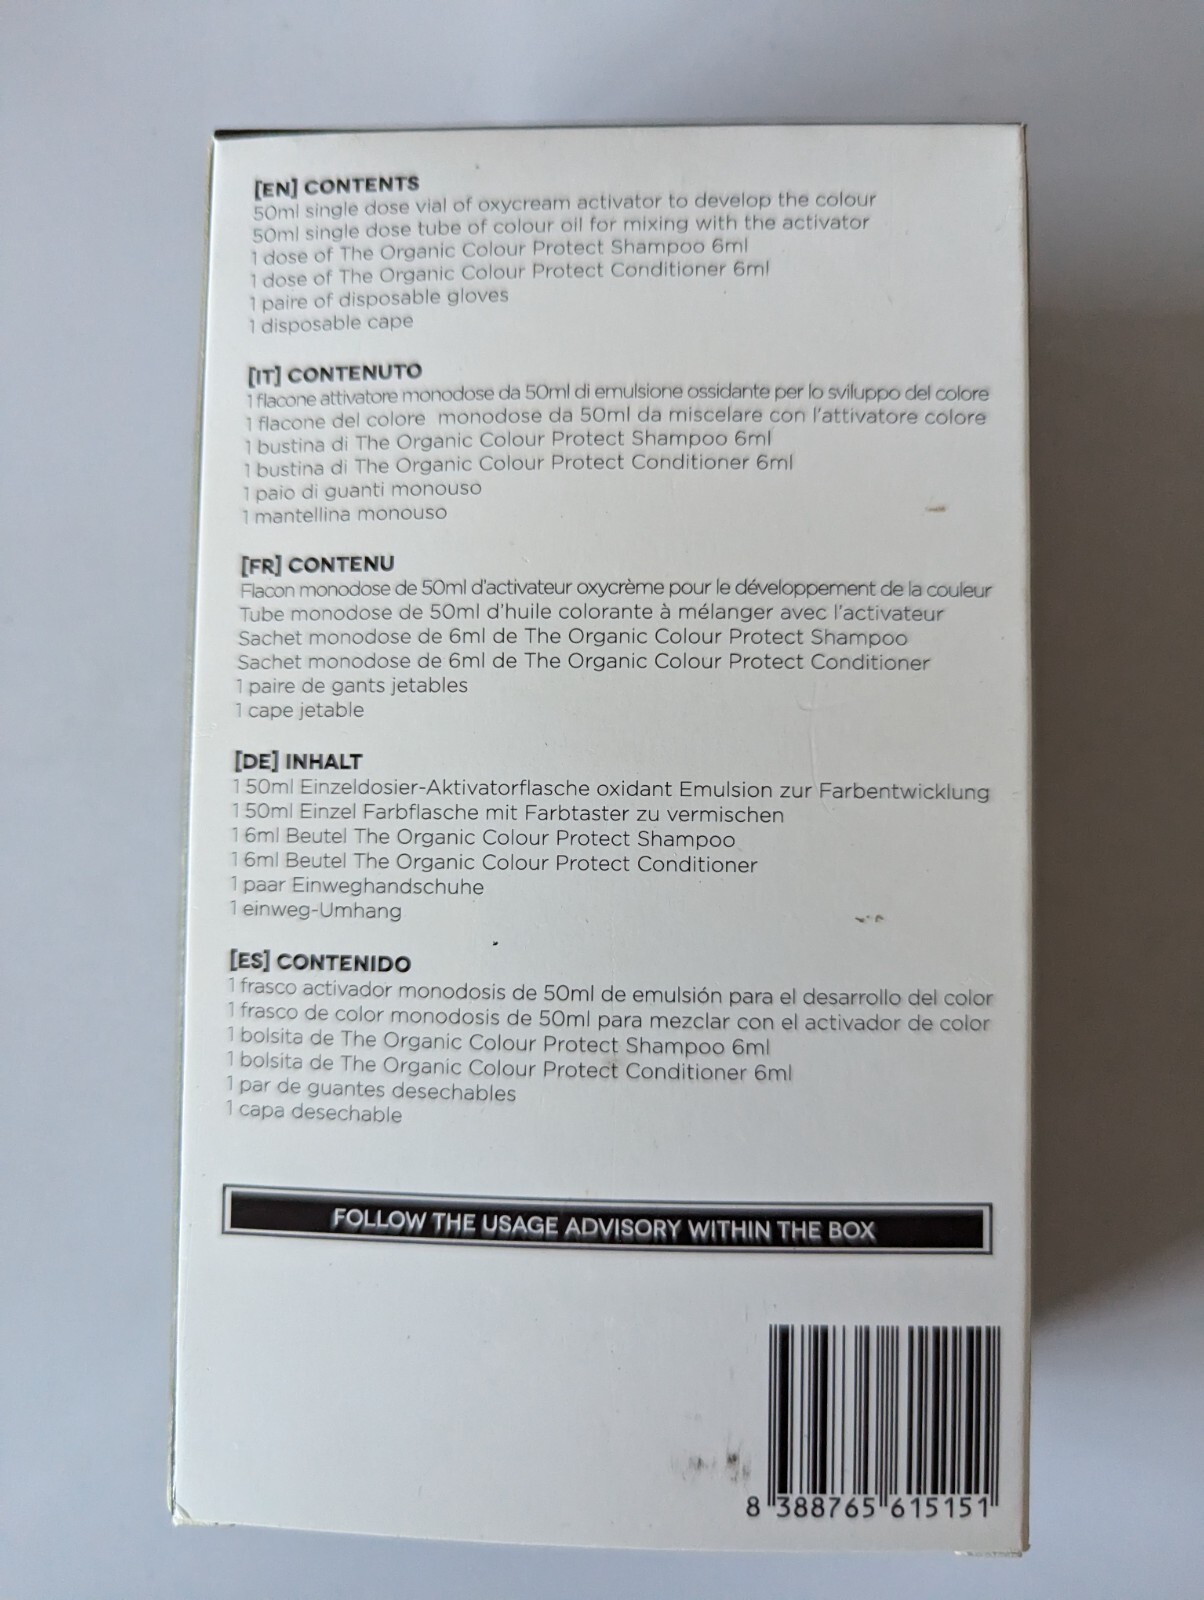 [EN] CONTENTS
50ml single dose vial of oxycream activator to develop the colour
50ml single dose tube of colour oil for mixing with the activator
1 dose of The Organic Colour Protect Shampoo 6ml
1 dose of The Organic Colour Protect Conditioner 6ml
1 paire of disposable gloves
1 disposable cape
[IT] CONTENUTO
1 flacone attivatore monodose da 50ml di emulsione ossidante per lo sviluppo del colore
1 flacone del colore monodose da 50ml da miscelare con l'attivatore colore
1 bustina di The Organic Colour Protect Shampoo 6ml
1 bustina di The Organic Colour Protect Conditioner 6ml
1 paio di guanti monouso
1 mantellina monouso
[FR] CONTENU
Flacon monodose de 50ml d'activateur oxycrème pour le développement de la couleur
Tube monodose de 50ml d'huile colorante à mélanger avec l'activateur
Sachet monodose de 6ml de The Organic Colour Protect Shampoo
Sachet monodose de 6ml de The Organic Colour Protect Conditioner
1 paire de gants jetables
1 cape jetable
[DE] INHALT
1 50ml Einzeldosier-Aktivatorflasche oxidant Emulsion zur Farbentwicklung
1 50ml Einzel Farbflasche mit Farbtaster zu vermischen
1 6ml Beutel The Organic Colour Protect Shampoo
1 6ml Beutel The Organic Colour Protect Conditioner
1 paar Einweghandschuhe
1 einweg-Umhang
[ES] CONTENIDO
1 frasco activador monodosis de 50ml de emulsión para el desarrollo del color
1 frasco de color monodosis de 50ml para mezclar con el activador de color
1 bolsita de The Organic Colour Protect Shampoo 6ml
1 bolsita de The Organic Colour Protect Conditioner 6ml
1 par de guantes desechables
1 capa desechable
FOLLOW THE USAGE ADVISORY WITHIN THE BOX
8 388765 615151